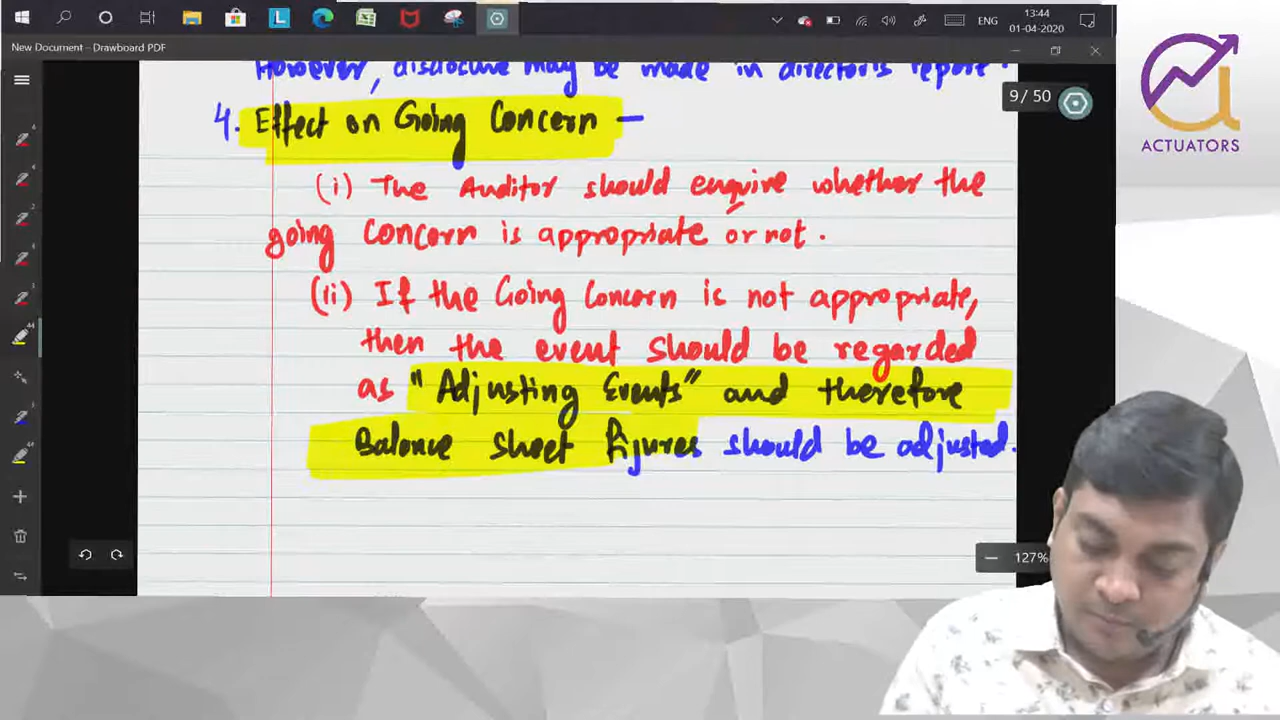 13:44
ENG
01-04-2020
New Document – Drawboard PDF
However, disclocure may be made in director's report.
9 / 50
4. Effect on Going Concern —
(i) The Auditor should enquire whether the
going Concern is appropriate or not.
(ii) If the Going Concern is not appropriate,
then the event should be regarded
as "Adjusting Events" and therefore
Balance sheet figures should be adjusted.
127%
ACTUATORS